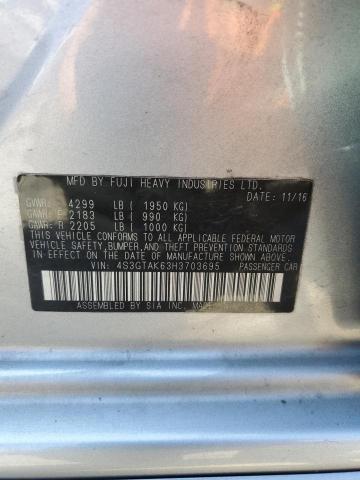 MFD BY FUJI HEAVY INDUSTRIES LTD.
DATE: 11/16
GVWR: 4299 LB ( 1950 KG)
GAWR: F 2183 LB ( 990 KG)
GAWR: R 2205 LB ( 1000 KG)
THIS VEHICLE CONFORMS TO ALL APPLICABLE FEDERAL MOTOR
VEHICLE SAFETY, BUMPER, AND THEFT PREVENTION STANDARDS
IN EFFECT ON THE DATE OF MANUFACTURE SHOWN ABOVE.
VIN: 4S3GTAK63H3703695 PASSENGER CAR
ASSEMBLED BY SIA INC.